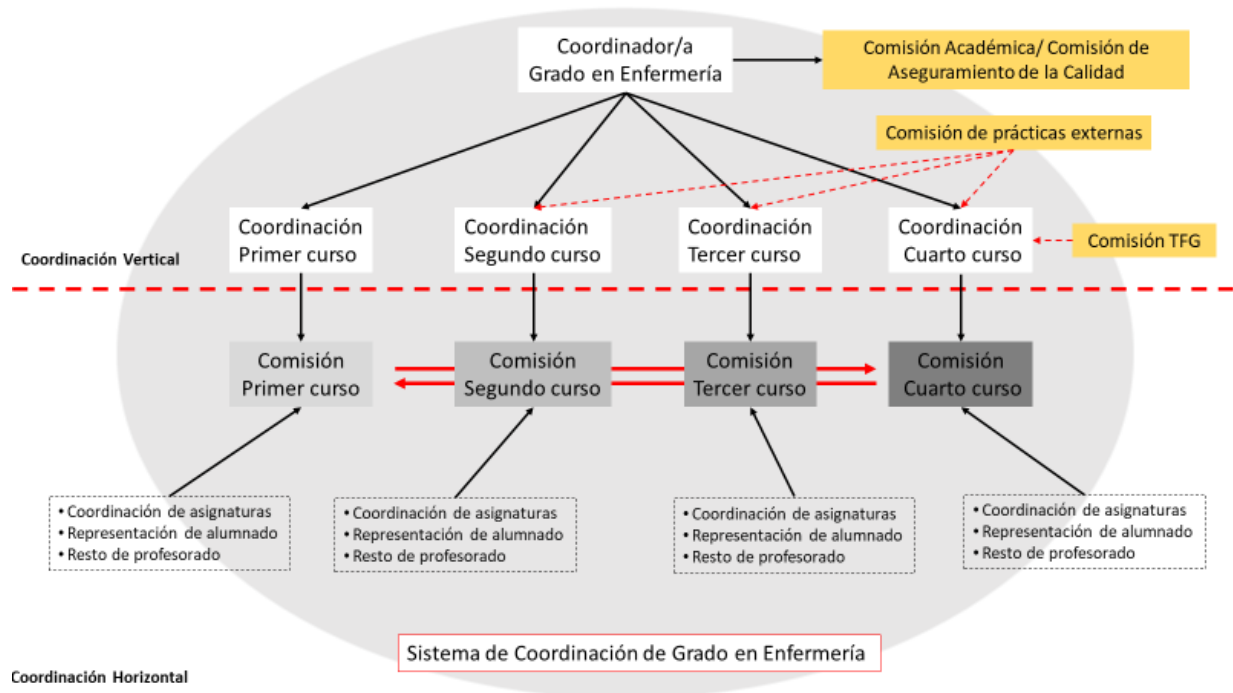 Coordinador/a
Grado en Enfermería
Comisión Académica/ Comisión de
Aseguramiento de la Calidad
Comisión de prácticas externas
Coordinación
Primer curso
Coordinación
Segundo curso
Coordinación
Tercer curso
Coordinación
Cuarto curso
Comisión TFG
Coordinación Vertical
Comisión
Primer curso
Comisión
Segundo curso
Comisión
Tercer curso
Comisión
Cuarto curso
• Coordinación de asignaturas
• Representación de alumnado
• Resto de profesorado
• Coordinación de asignaturas
• Representación de alumnado
• Resto de profesorado
• Coordinación de asignaturas
• Representación de alumnado
• Resto de profesorado
• Coordinación de asignaturas
• Representación de alumnado
• Resto de profesorado
Sistema de Coordinación de Grado en Enfermería
Coordinación Horizontal